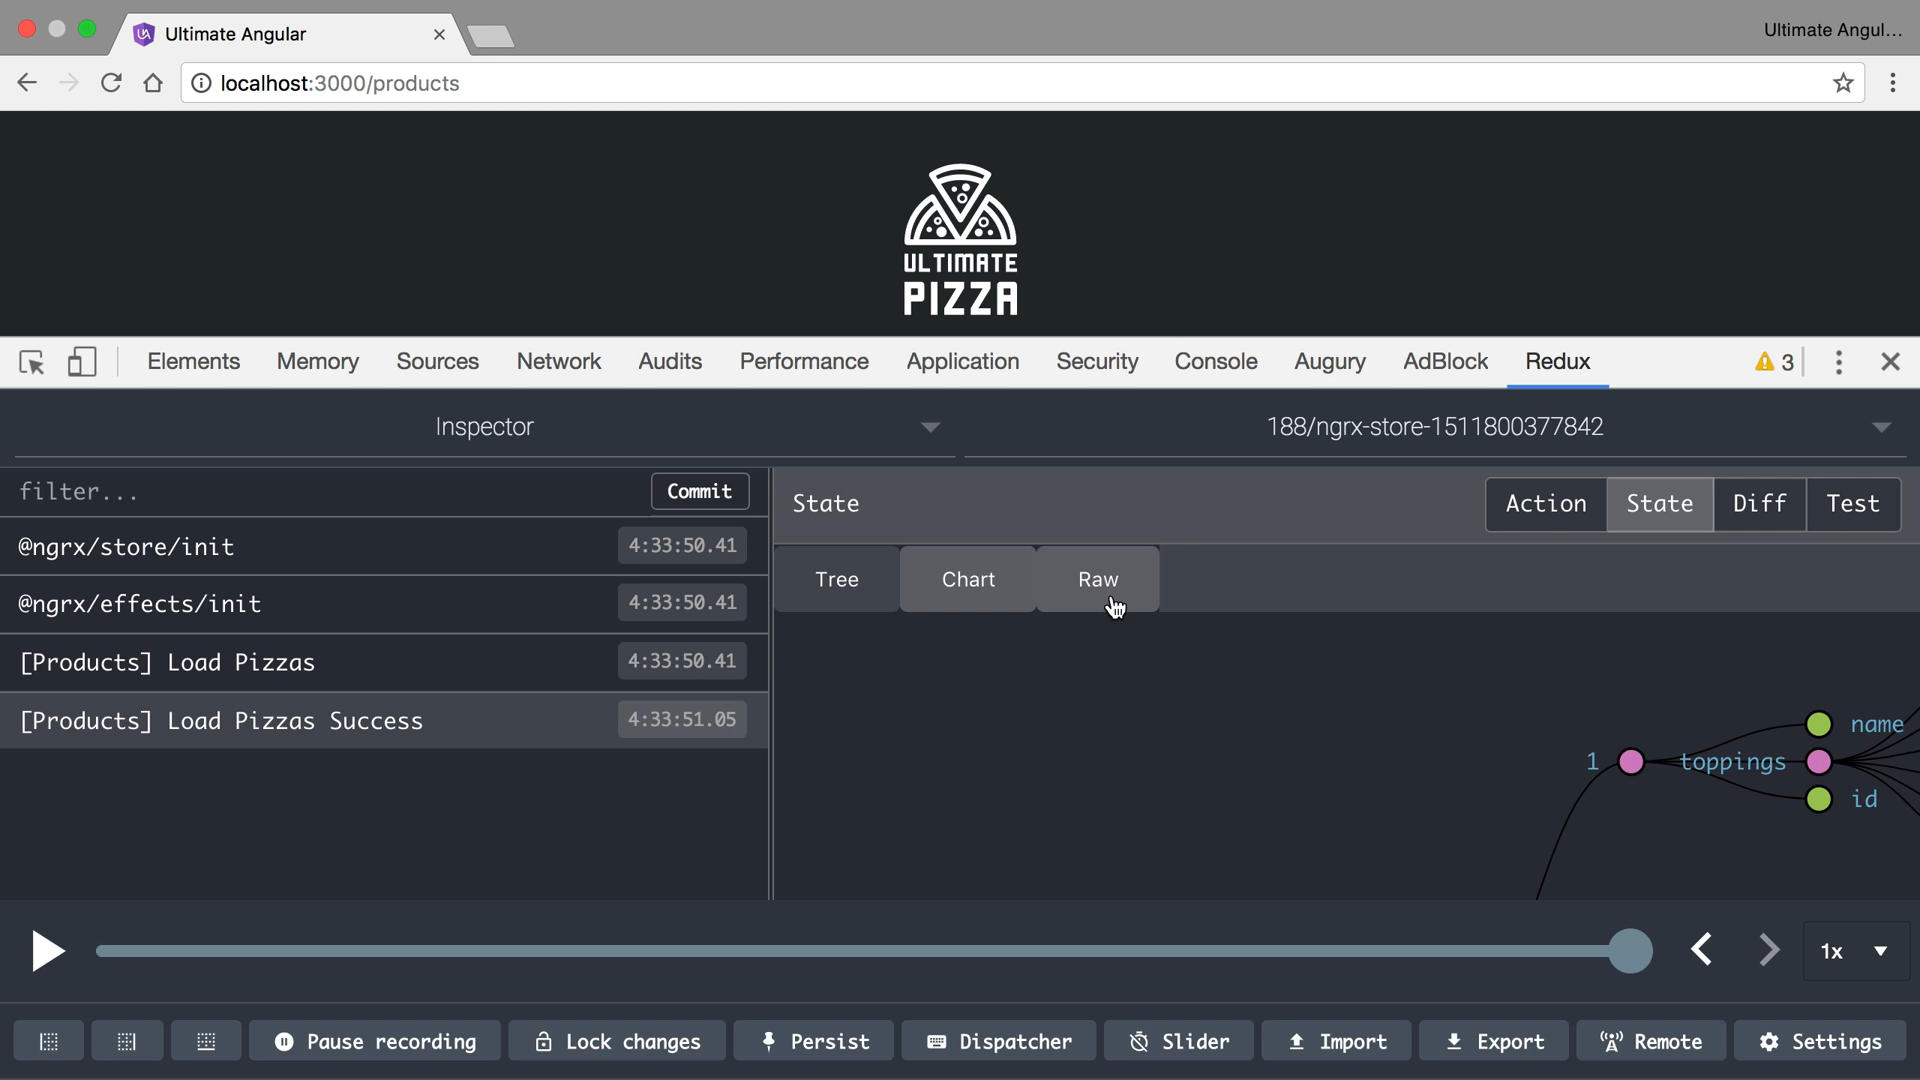 Ultimate Angular
Ultimate Angul...
localhost:3000/products
ULTIMATE
PIZZA
Elements Memory Sources Network Audits Performance Application Security Console Augury AdBlock Redux 3
Inspector
188/ngrx-store-1511800377842
filter... Commit
@ngrx/store/init 4:33:50.41
@ngrx/effects/init 4:33:50.41
[Products] Load Pizzas 4:33:50.41
[Products] Load Pizzas Success 4:33:51.05
State Action State Diff Test
Tree Chart Raw
name
1 toppings
id
1x
Pause recording Lock changes Persist Dispatcher Slider Import Export Remote Settings